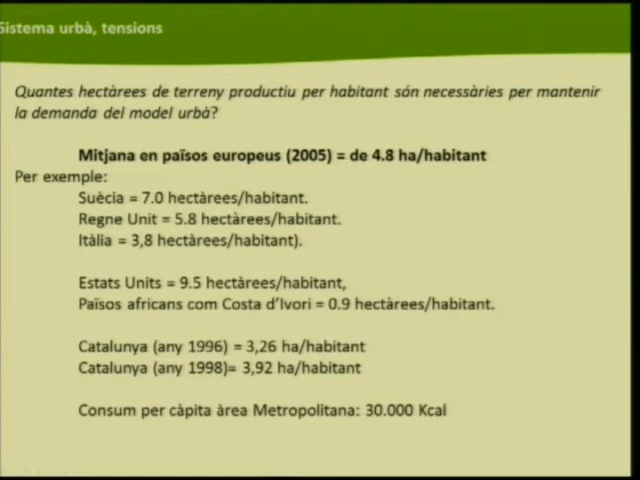 Sistema urbà, tensions
Quantes hectàrees de terreny productiu per habitant són necessàries per mantenir
la demanda del model urbà?
Mitjana en països europeus (2005) = de 4.8 ha/habitant
Per exemple:
Suècia = 7.0 hectàrees/habitant.
Regne Unit = 5.8 hectàrees/habitant.
Itàlia = 3,8 hectàrees/habitant).
Estats Units = 9.5 hectàrees/habitant,
Països africans com Costa d'Ivori = 0.9 hectàrees/habitant.
Catalunya (any 1996) = 3,26 ha/habitant
Catalunya (any 1998)= 3,92 ha/habitant
Consum per càpita àrea Metropolitana: 30.000 Kcal